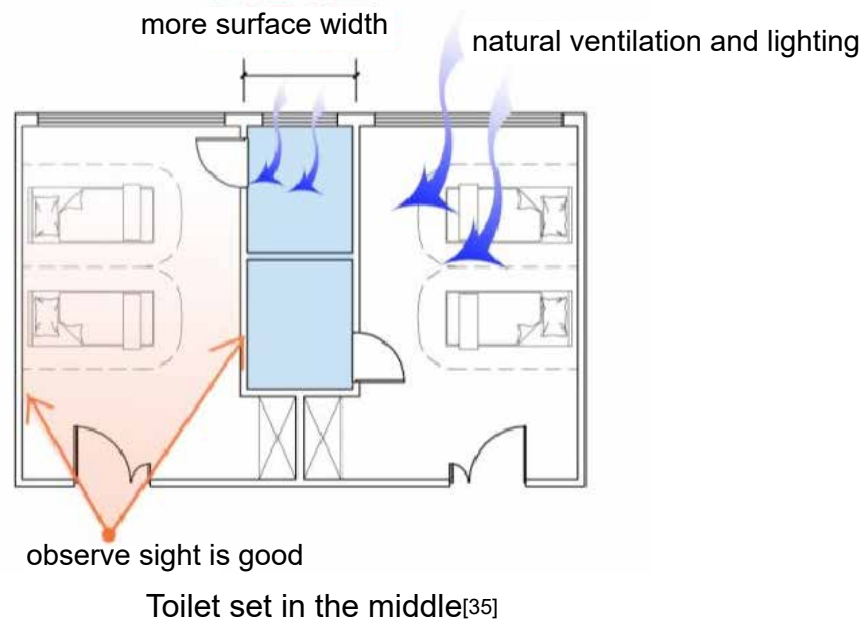 more surface width
natural ventilation and lighting
observe sight is good
Toilet set in the middle[35]